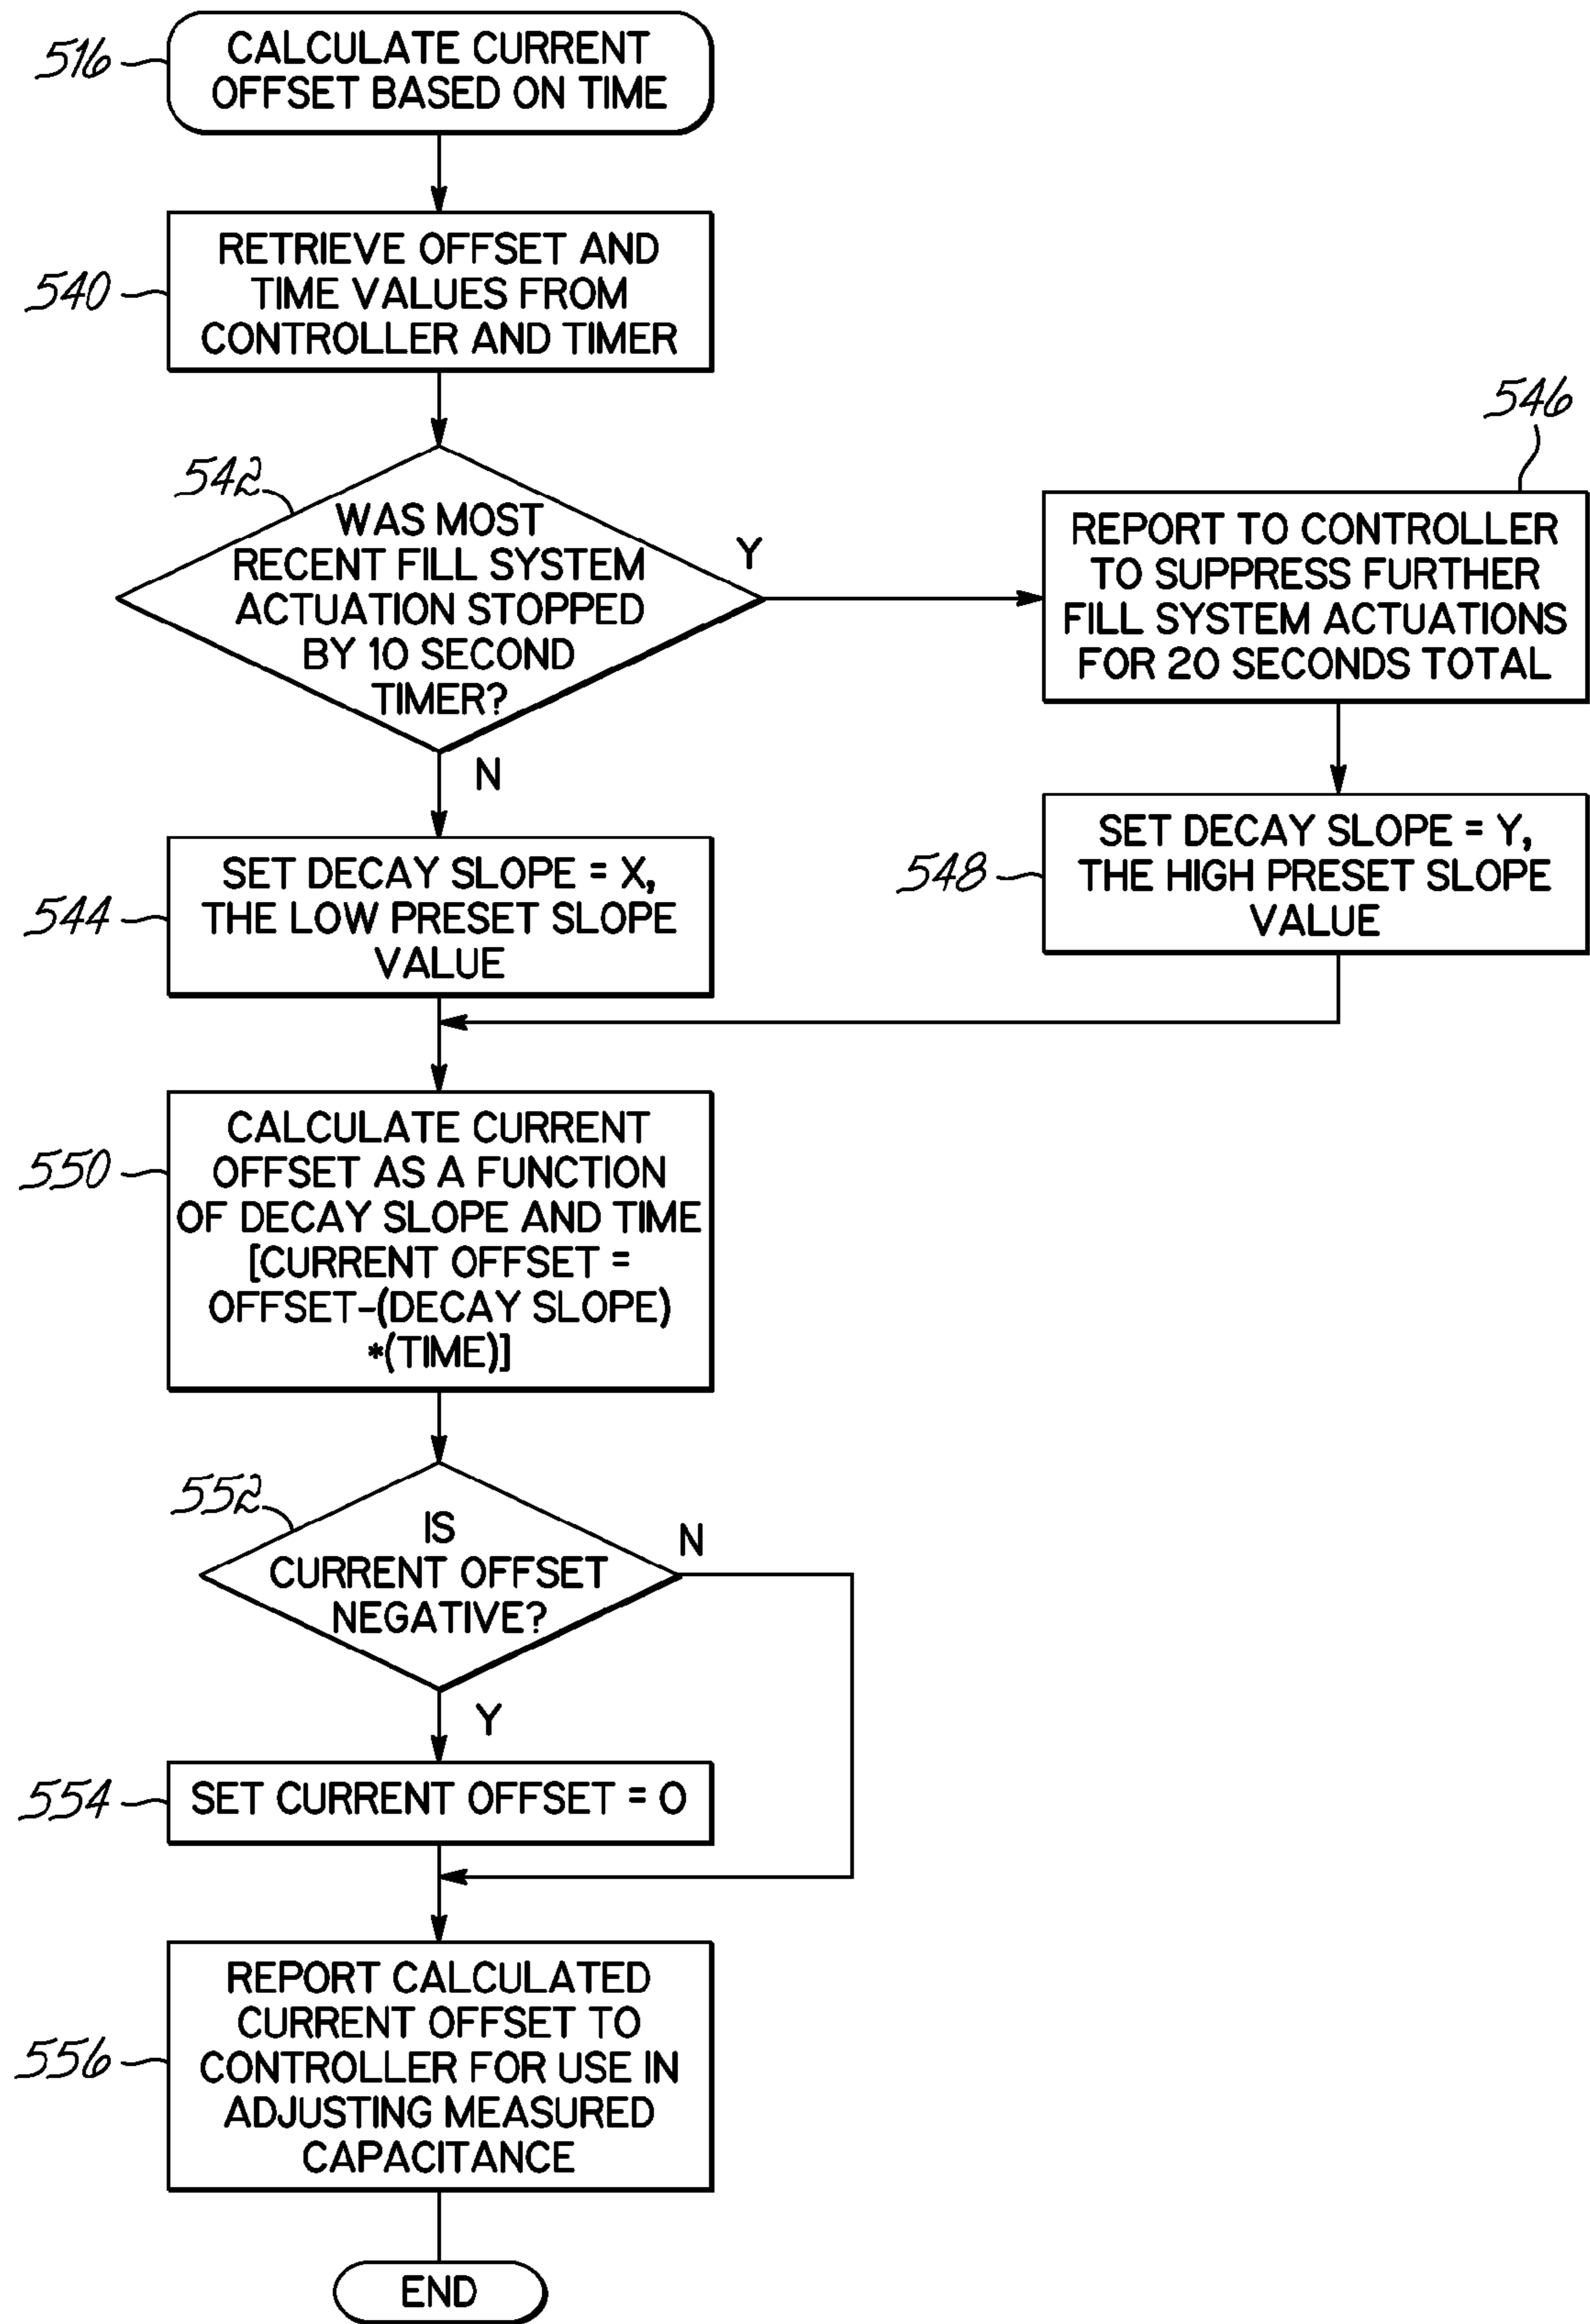 516
CALCULATE CURRENT
OFFSET BASED ON TIME
540
RETRIEVE OFFSET AND
TIME VALUES FROM
CONTROLLER AND TIMER
542
WAS MOST
RECENT FILL SYSTEM
ACTUATION STOPPED
BY 10 SECOND
TIMER?
Y
N
546
REPORT TO CONTROLLER
TO SUPPRESS FURTHER
FILL SYSTEM ACTUATIONS
FOR 20 SECONDS TOTAL
544
SET DECAY SLOPE = X,
THE LOW PRESET SLOPE
VALUE
548
SET DECAY SLOPE = Y,
THE HIGH PRESET SLOPE
VALUE
550
CALCULATE CURRENT
OFFSET AS A FUNCTION
OF DECAY SLOPE AND TIME
[CURRENT OFFSET =
OFFSET-(DECAY SLOPE)
*(TIME)]
552
IS
CURRENT OFFSET
NEGATIVE?
N
Y
554
SET CURRENT OFFSET = 0
556
REPORT CALCULATED
CURRENT OFFSET TO
CONTROLLER FOR USE IN
ADJUSTING MEASURED
CAPACITANCE
END